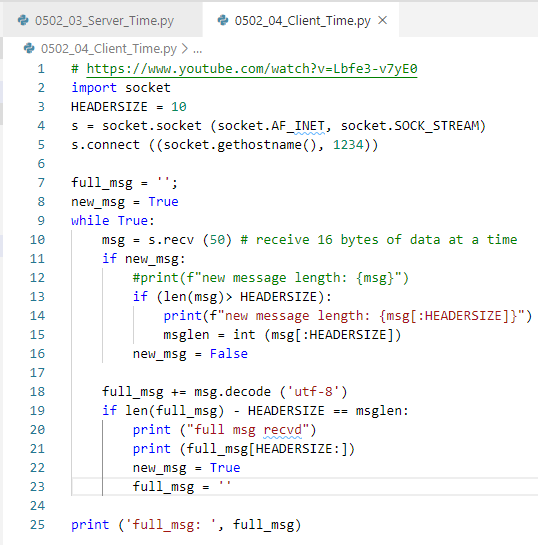 0502_03_Server_Time.py 0502_04_Client_Time.py ×
0502_04_Client_Time.py > ...
1 # https://www.youtube.com/watch?v=Lbfe3-v7yE0
2 import socket
3 HEADERSIZE = 10
4 s = socket.socket (socket.AF_INET, socket.SOCK_STREAM)
5 s.connect ((socket.gethostname(), 1234))
6
7 full_msg = '';
8 new_msg = True
9 while True:
10     msg = s.recv (50) # receive 16 bytes of data at a time
11     if new_msg:
12         #print(f"new message length: {msg}")
13         if (len(msg)> HEADERSIZE):
14             print(f"new message length: {msg[:HEADERSIZE]}")
15             msglen = int (msg[:HEADERSIZE])
16         new_msg = False
17
18     full_msg += msg.decode ('utf-8')
19     if len(full_msg) - HEADERSIZE == msglen:
20         print ("full msg recvd")
21         print (full_msg[HEADERSIZE:])
22         new_msg = True
23         full_msg = ''
24
25 print ('full_msg: ', full_msg)